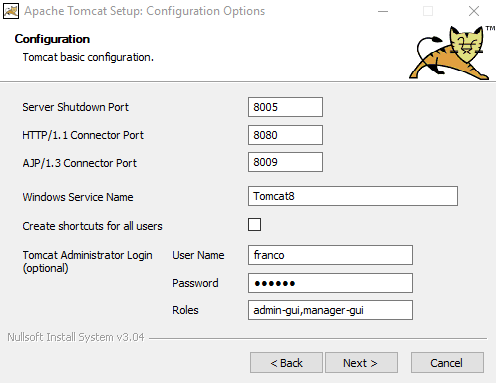 Apache Tomcat Setup: Configuration Options
Configuration
Tomcat basic configuration.
TM
Server Shutdown Port 8005
HTTP/1.1 Connector Port 8080
AJP/1.3 Connector Port 8009
Windows Service Name Tomcat8
Create shortcuts for all users
Tomcat Administrator Login User Name franco
(optional)
Password ●●●●●●
Roles admin-gui,manager-gui
Nullsoft Install System v3.04
< Back Next > Cancel